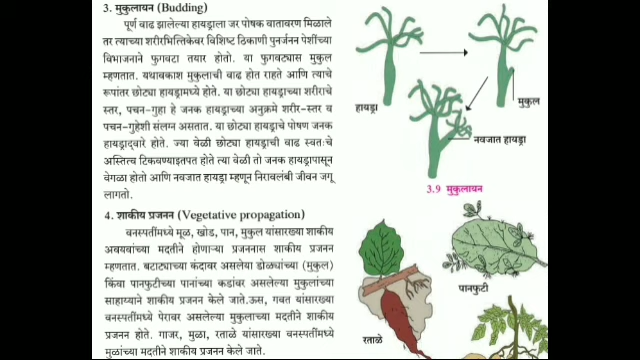 3. मुकुलायन (Budding)
पूर्ण वाढ झालेल्या हायड्राला जर पोषक वातावरण मिळाले
तर त्याच्या शरीरभित्तिकेवर विशिष्ट ठिकाणी पुनर्जनन पेशींच्या
विभाजनाने फुगवटा तयार होतो. या फुगवट्यास मुकुल
म्हणतात. यथावकाश मुकुलाची वाढ होत राहते आणि त्याचे
रूपांतर छोट्या हायड्रामध्ये होते. या छोट्या हायड्राच्या शरीराचे
स्तर, पचन-गुहा हे जनक हायड्राच्या अनुक्रमे शरीर-स्तर व
पचन-गुहेशी संलग्न असतात. या छोट्या हायड्राचे पोषण जनक
हायड्राद्वारे होते. ज्या वेळी छोट्या हायड्राची वाढ स्वतःचे
अस्तित्व टिकवण्याइतपत होते त्या वेळी तो जनक हायड्रापासून
वेगळा होतो आणि नवजात हायड्रा म्हणून निरावलंबी जीवन जगू
लागतो.
हायड्रा
मुकुल
नवजात हायड्रा
3.9 मुकुलायन
4. शाकीय प्रजनन (Vegetative propagation)
वनस्पतींमध्ये मूळ, खोड, पान, मुकुल यांसारख्या शाकीय
अवयवांच्या मदतीने होणाऱ्या प्रजननास शाकीय प्रजनन
म्हणतात. बटाट्याच्या कंदावर असलेया डोळ्यांच्या (मुकुल)
किंवा पानफुटीच्या पानांच्या कडांवर असलेल्या मुकुलांच्या
साहाय्याने शाकीय प्रजनन केले जाते.ऊस, गवत यांसारख्या
वनस्पतींमध्ये पेरावर असलेल्या मुकुलाच्या मदतीने शाकीय
प्रजनन होते. गाजर, मुळा, रताळे यांसारख्या वनस्पतींमध्ये
मुळांच्या मदतीने शाकीय प्रजनन केले जाते.
पानफुटी
रताळे